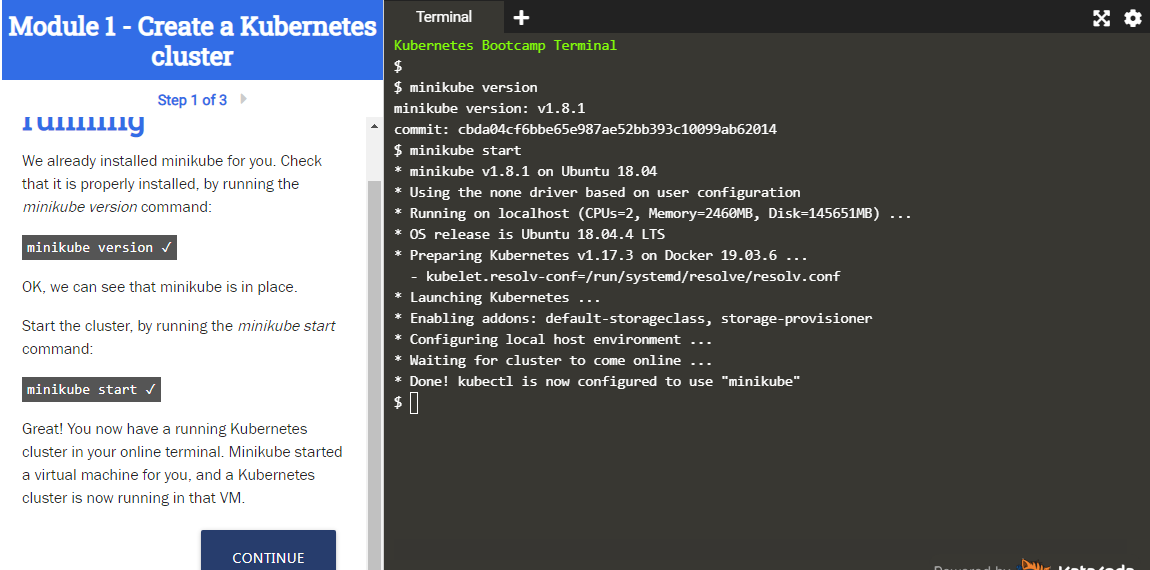 Module 1 - Create a Kubernetes
cluster
Step 1 of 3
running
We already installed minikube for you. Check
that it is properly installed, by running the
minikube version command:
minikube version ✓
OK, we can see that minikube is in place.
Start the cluster, by running the minikube start
command:
minikube start ✓
Great! You now have a running Kubernetes
cluster in your online terminal. Minikube started
a virtual machine for you, and a Kubernetes
cluster is now running in that VM.
CONTINUE
Terminal +
Kubernetes Bootcamp Terminal
$
$ minikube version
minikube version: v1.8.1
commit: cbda04cf6bbe65e987ae52bb393c10099ab62014
$ minikube start
* minikube v1.8.1 on Ubuntu 18.04
* Using the none driver based on user configuration
* Running on localhost (CPUs=2, Memory=2460MB, Disk=145651MB) ...
* OS release is Ubuntu 18.04.4 LTS
* Preparing Kubernetes v1.17.3 on Docker 19.03.6 ...
  - kubelet.resolv-conf=/run/systemd/resolve/resolv.conf
* Launching Kubernetes ...
* Enabling addons: default-storageclass, storage-provisioner
* Configuring local host environment ...
* Waiting for cluster to come online ...
* Done! kubectl is now configured to use "minikube"
$
Powered by Katakoda